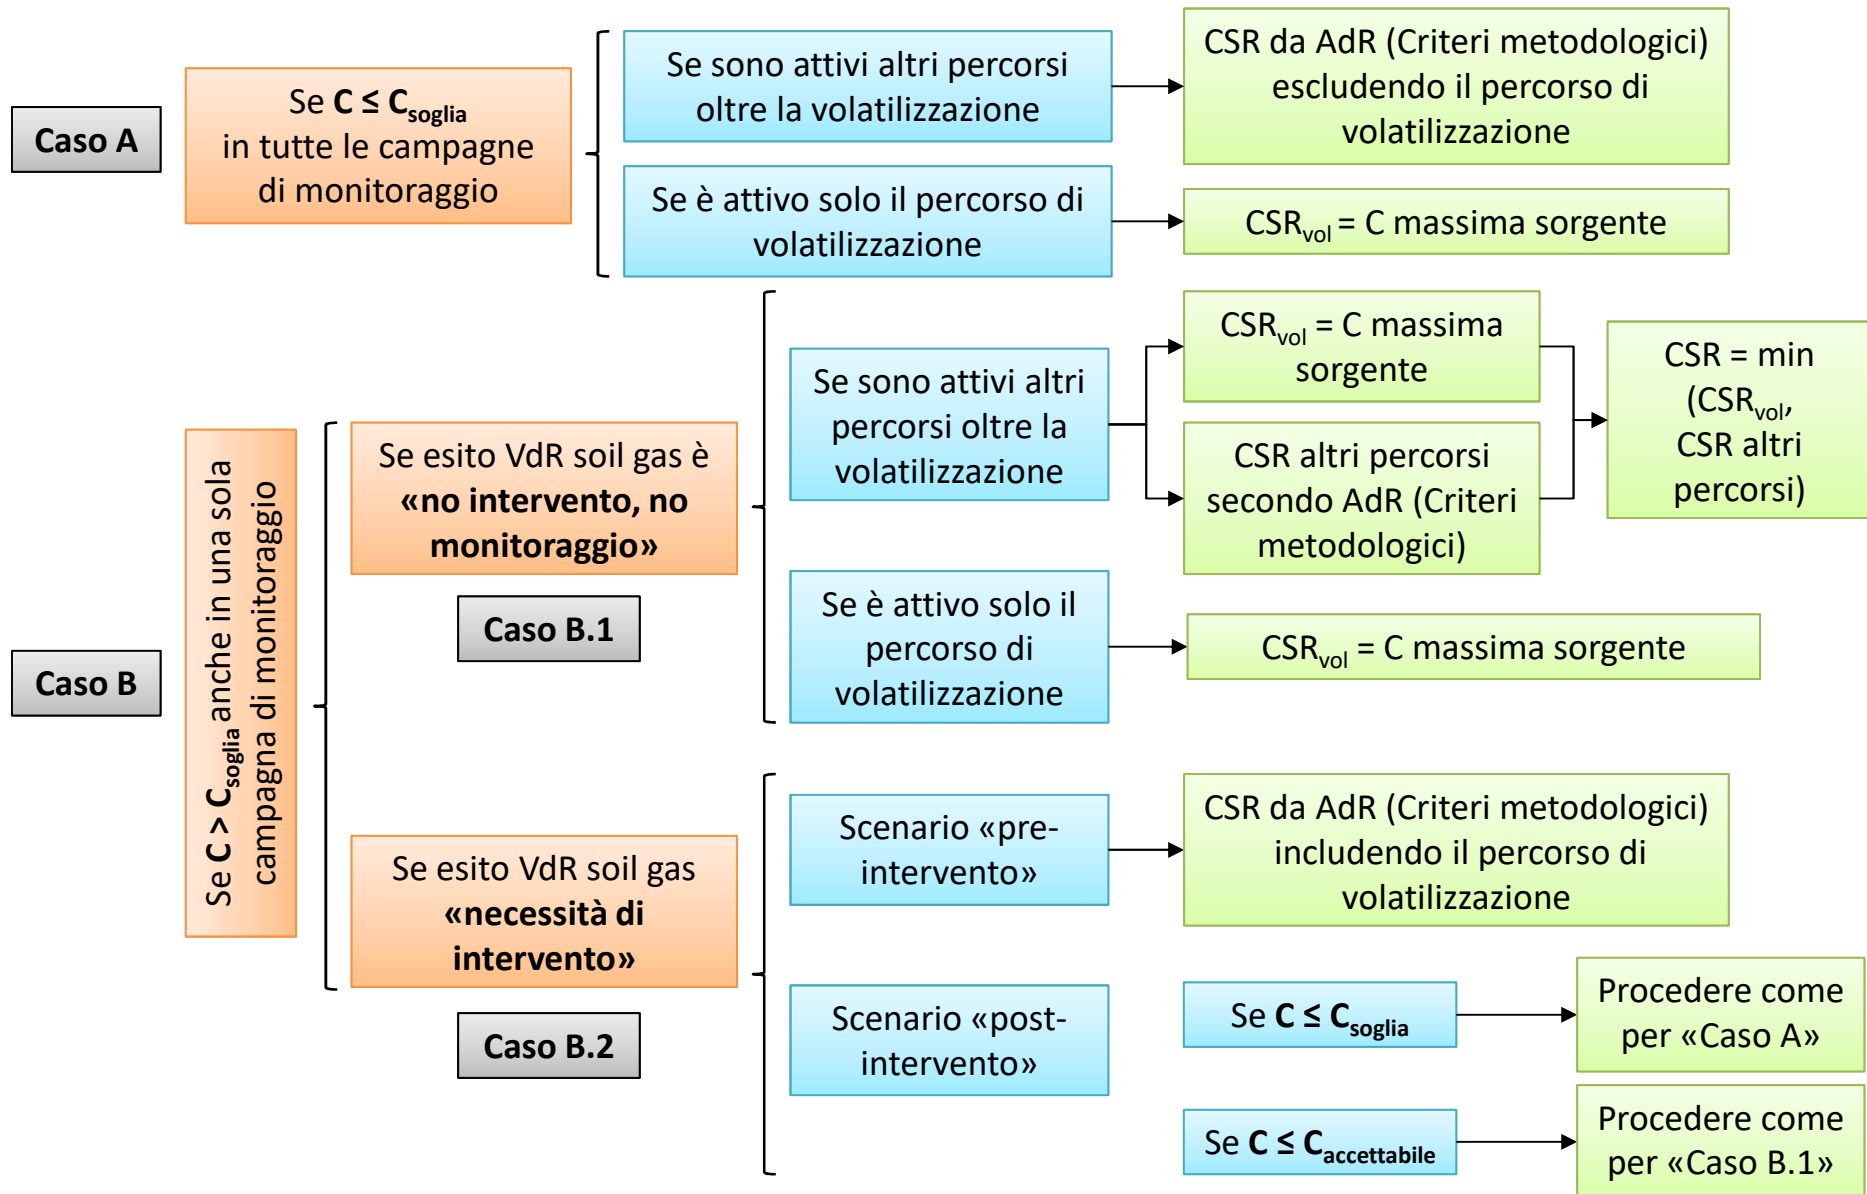 Caso A
Se C ≤ Csoglia
in tutte le campagne
di monitoraggio
Se sono attivi altri percorsi
oltre la volatilizzazione
CSR da AdR (Criteri metodologici)
escludendo il percorso di
volatilizzazione
Se è attivo solo il percorso di
volatilizzazione
CSRvol = C massima sorgente
Caso B
Se C > Csoglia anche in una sola
campagna di monitoraggio
Se esito VdR soil gas è
«no intervento, no
monitoraggio»
Caso B.1
Se sono attivi altri
percorsi oltre la
volatilizzazione
CSRvol = C massima
sorgente
CSR altri percorsi
secondo AdR (Criteri
metodologici)
CSR = min
(CSRvol,
CSR altri
percorsi)
Se è attivo solo il
percorso di
volatilizzazione
CSRvol = C massima sorgente
Se esito VdR soil gas
«necessità di
intervento»
Caso B.2
Scenario «pre-
intervento»
CSR da AdR (Criteri metodologici)
includendo il percorso di
volatilizzazione
Scenario «post-
intervento»
Se C ≤ Csoglia
Procedere come
per «Caso A»
Se C ≤ Caccettabile
Procedere come
per «Caso B.1»